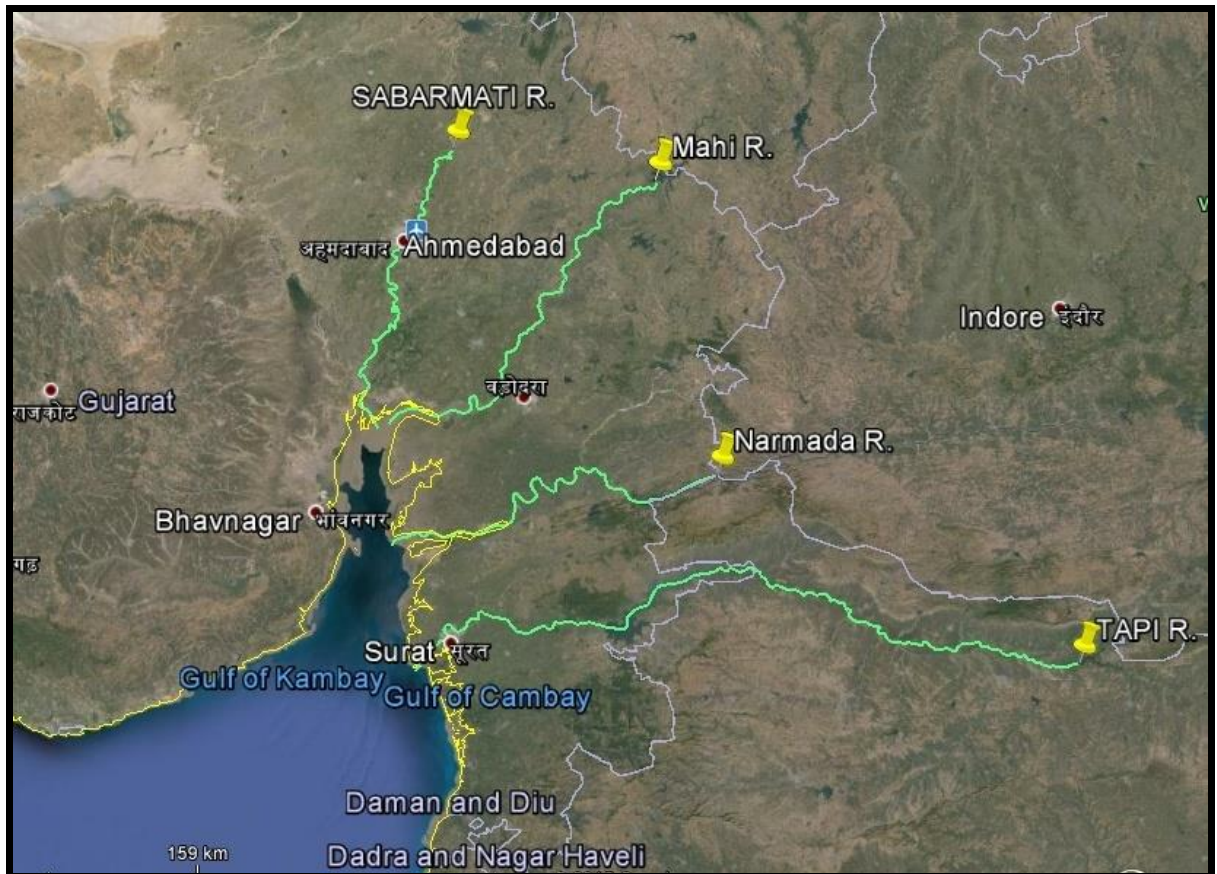 SABARMATI R.
Mahi R.
अहमदाबाद Ahmedabad
Indore इंदौर
वडोदरा
राजकोट Gujarat
Narmada R.
Bhavnagar भावनगर
TAPI R.
Surat सूरत
Gulf of Kambay
Gulf of Cambay
Daman and Diu
159 km
Dadra and Nagar Haveli